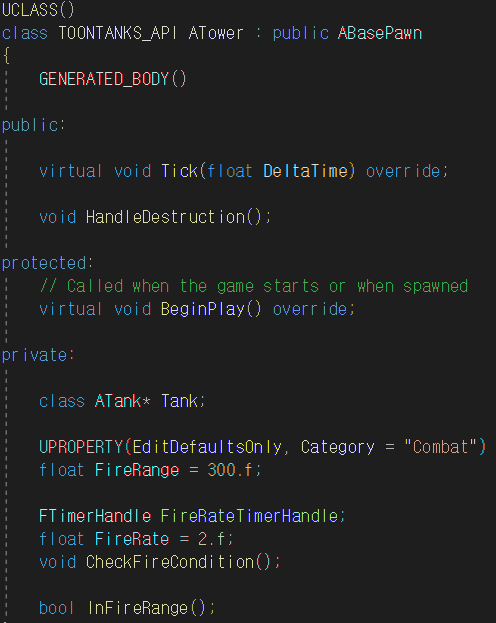 UCLASS()
class TOONTANKS_API ATower : public ABasePawn
{
GENERATED_BODY()
public:
virtual void Tick(float DeltaTime) override;
void HandleDestruction();
protected:
// Called when the game starts or when spawned
virtual void BeginPlay() override;
private:
class ATank* Tank;
UPROPERTY(EditDefaultsOnly, Category = "Combat")
float FireRange = 300.f;
FTimerHandle FireRateTimerHandle;
float FireRate = 2.f;
void CheckFireCondition();
bool InFireRange();